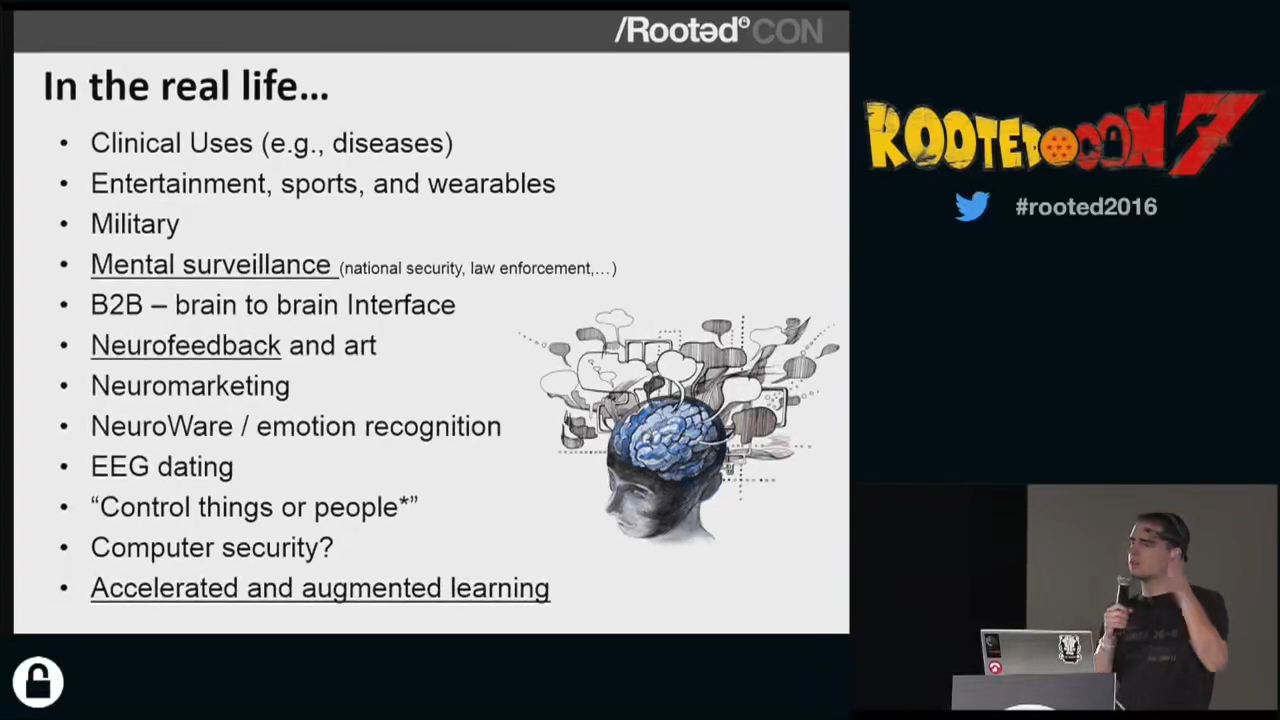 /Rootəd®CON
In the real life...
• Clinical Uses (e.g., diseases)
• Entertainment, sports, and wearables
• Military
• Mental surveillance (national security, law enforcement,...)
• B2B – brain to brain Interface
• Neurofeedback and art
• Neuromarketing
• NeuroWare / emotion recognition
• EEG dating
• “Control things or people*”
• Computer security?
• Accelerated and augmented learning
ROOTED CON 7
#rooted2016